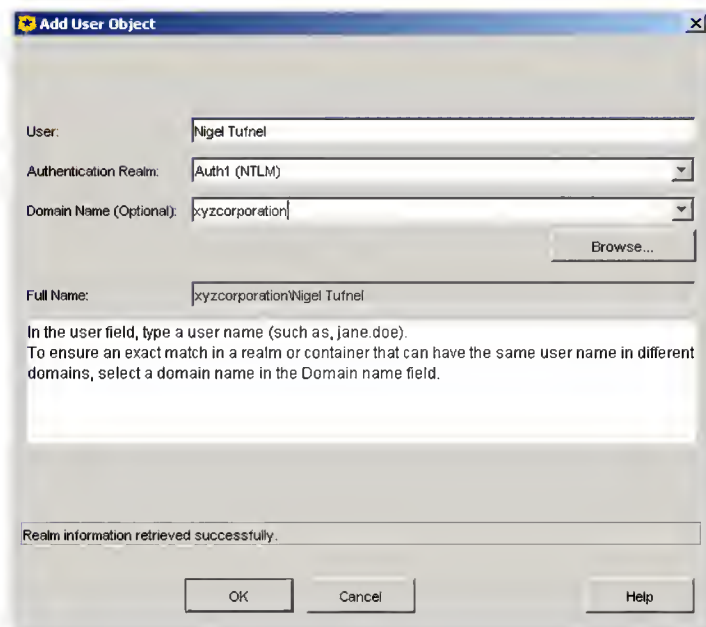 Add User Object
User: Nigel Tufnel
Authentication Realm: Auth1 (NTLM)
Domain Name (Optional): xyzcorporation
Browse...
Full Name: xyzcorporation\Nigel Tufnel
In the user field, type a user name (such as, jane.doe).
To ensure an exact match in a realm or container that can have the same user name in different
domains, select a domain name in the Domain name field.
Realm information retrieved successfully.
OK Cancel Help